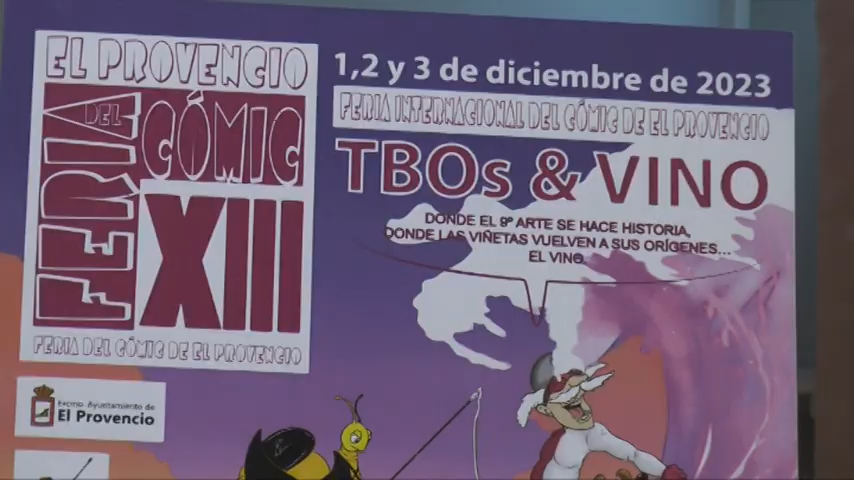 EL PROVENCIO
FERIA
DEL
CÓMIC
XIII
FERIA DEL CÓMIC DE EL PROVENCIO
Excmo. Ayuntamiento de
El Provencio
1,2 y 3 de diciembre de 2023
FERIA INTERNACIONAL DEL CÓMIC DE EL PROVENCIO
TBOs & VINO
DONDE EL 9º ARTE SE HACE HISTORIA,
DONDE LAS VIÑETAS VUELVEN A SUS ORÍGENES...
EL VINO